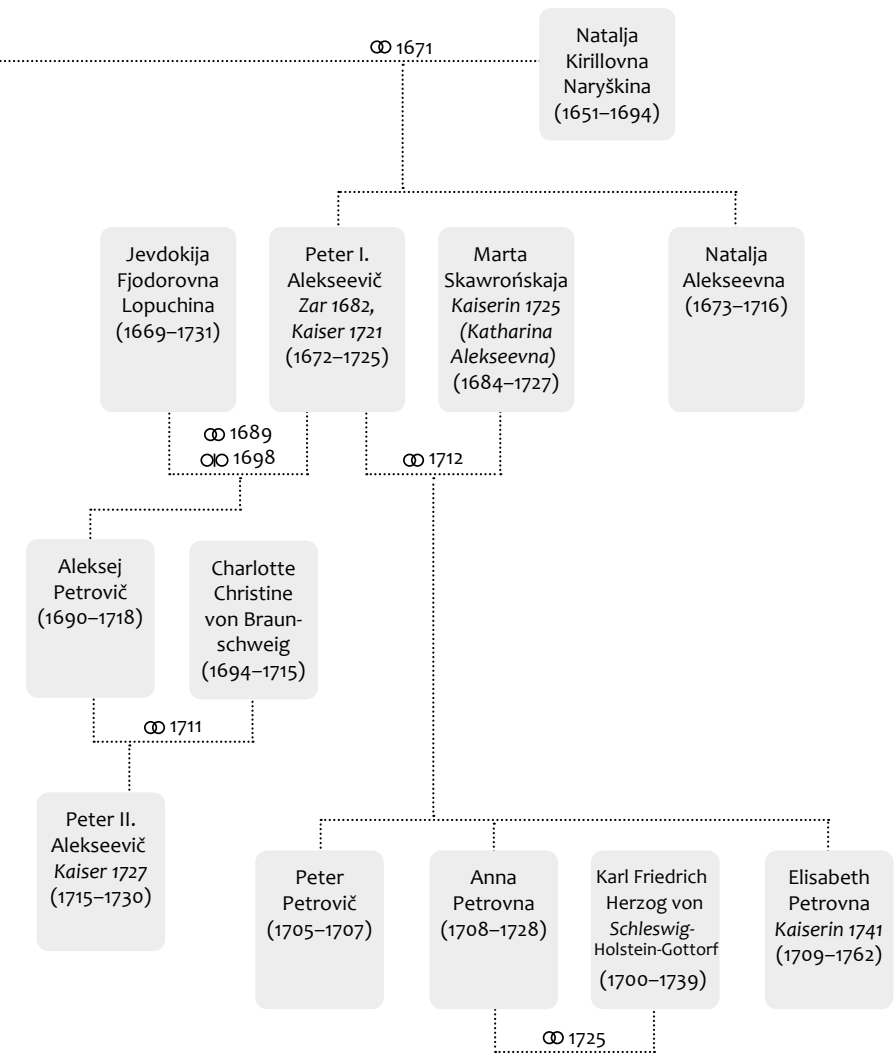 ⚭ 1671
Natalja
Kirillovna
Naryškina
(1651–1694)
Jevdokija
Fjodorovna
Lopuchina
(1669–1731)
Peter I.
Alekseevič
Zar 1682,
Kaiser 1721
(1672–1725)
Marta
Skawrońskaja
Kaiserin 1725
(Katharina
Alekseevna)
(1684–1727)
Natalja
Alekseevna
(1673–1716)
⚭ 1689
⚮ 1698
⚭ 1712
Aleksej
Petrovič
(1690–1718)
Charlotte
Christine
von Braun-
schweig
(1694–1715)
⚭ 1711
Peter II.
Alekseevič
Kaiser 1727
(1715–1730)
Peter
Petrovič
(1705–1707)
Anna
Petrovna
(1708–1728)
Karl Friedrich
Herzog von
Schleswig-
Holstein-Gottorf
(1700–1739)
Elisabeth
Petrovna
Kaiserin 1741
(1709–1762)
⚭ 1725